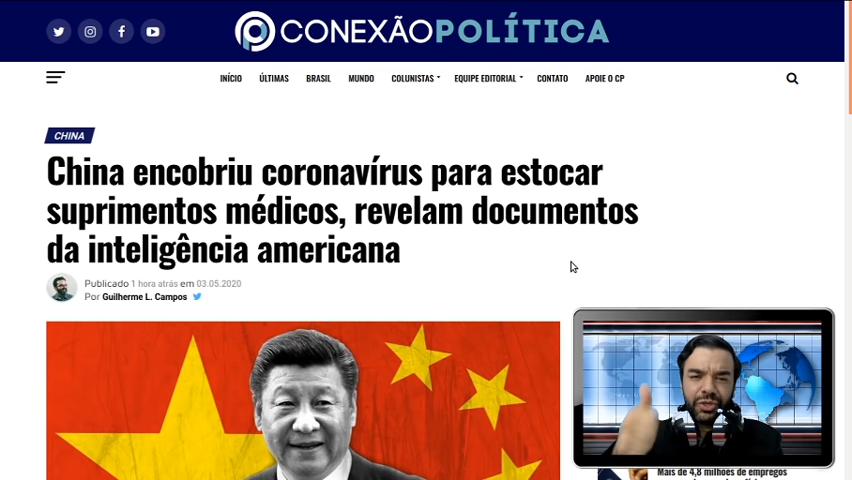 CONEXÃOPOLÍTICA
INÍCIO ÚLTIMAS BRASIL MUNDO COLUNISTAS EQUIPE EDITORIAL CONTATO APOIE O CP
CHINA
China encobriu coronavírus para estocar
suprimentos médicos, revelam documentos
da inteligência americana
Publicado 1 hora atrás em 03.05.2020
Por Guilherme L. Campos
Mais de 4,8 milhões de empregos